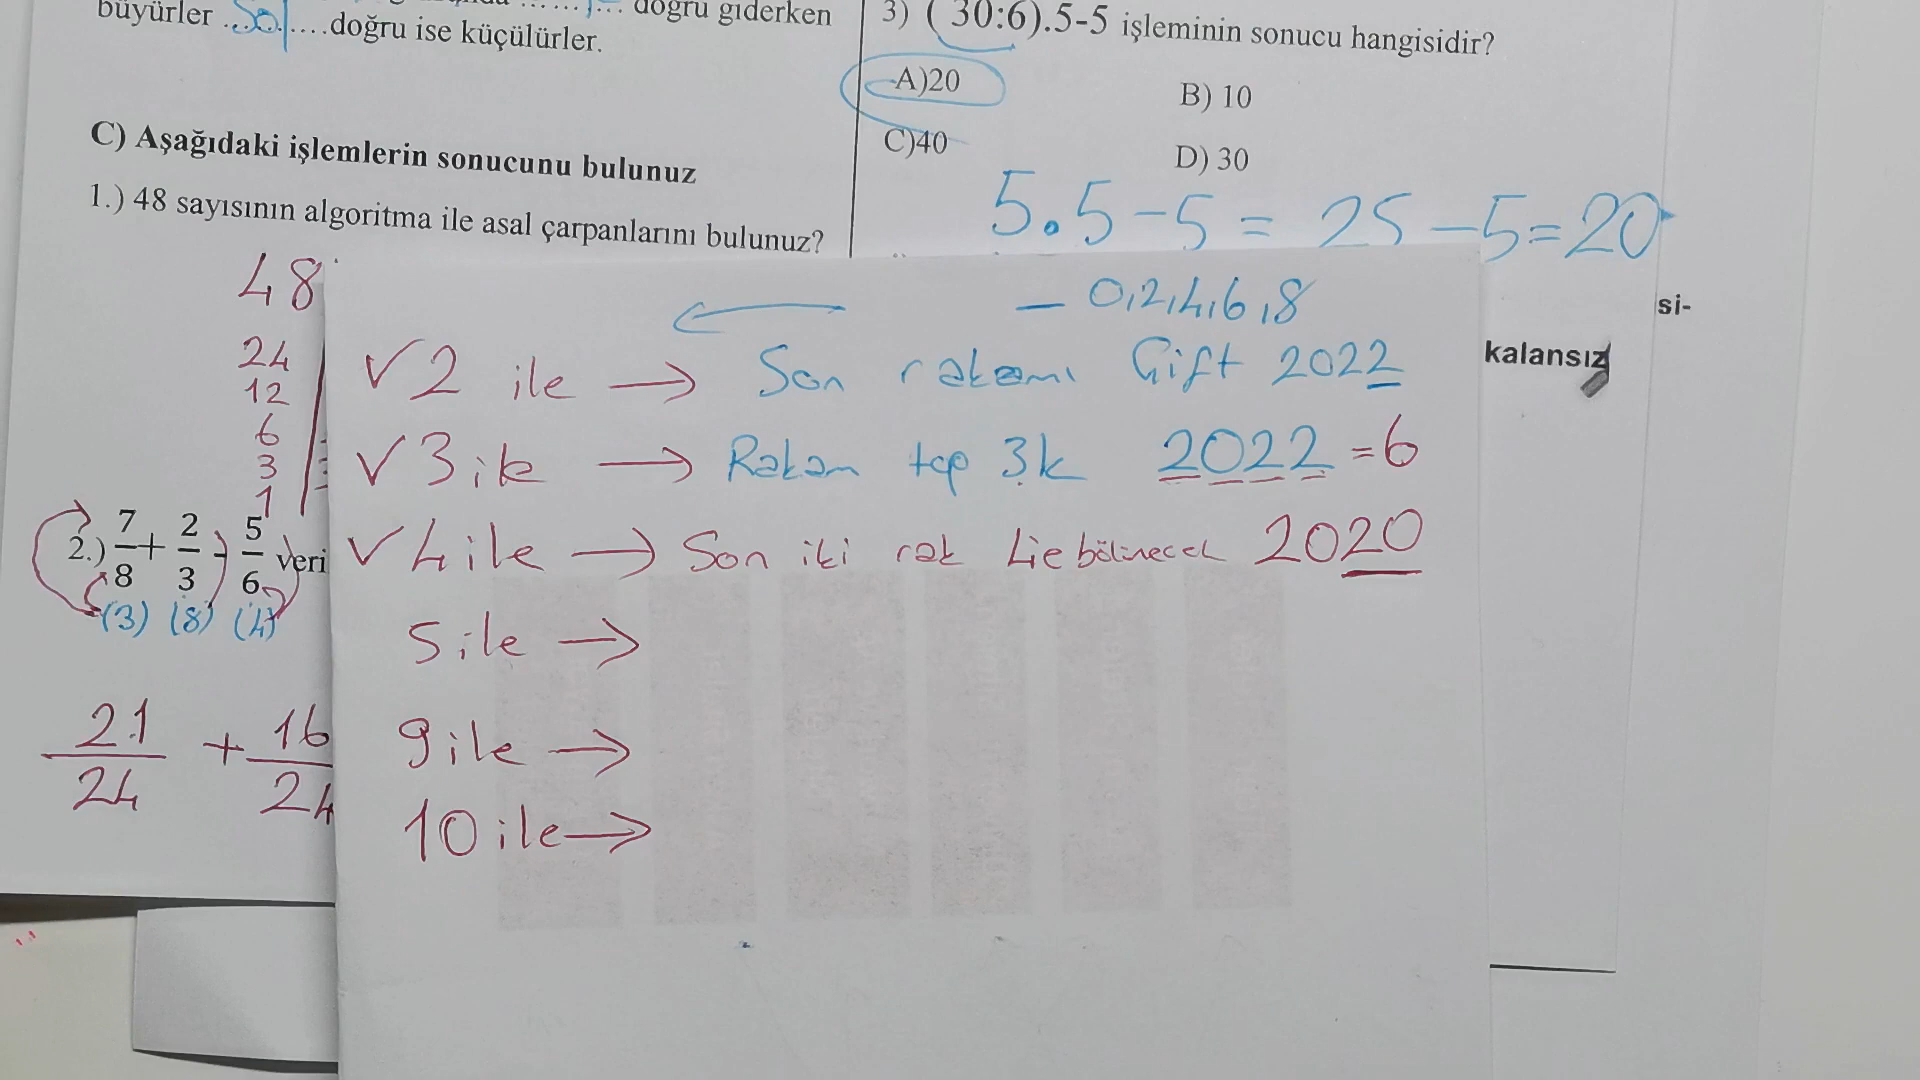 doğru giderken
büyürler ..Sol....doğru ise küçülürler.
C) Aşağıdaki işlemlerin sonucunu bulunuz
1.) 48 sayısının algoritma ile asal çarpanlarını bulunuz?
48
24
12
6
3
1
2.) 7/8 + 2/3 - 5/6 veri
(3) (8) (4)
21/24 + 16/24
3) (30:6).5-5 işleminin sonucu hangisidir?
A)20 B) 10
C)40 D) 30
5.5-5 = 25-5=20
si-
kalansız
— 0,2,4,6,8
√2 ile → Son rakamı Çift 2022
√3 ile → Rakam top 3k 2022 = 6
√4 ile → Son iki rak 4 ie bölünecek 2020
5 ile →
9 ile →
10 ile →